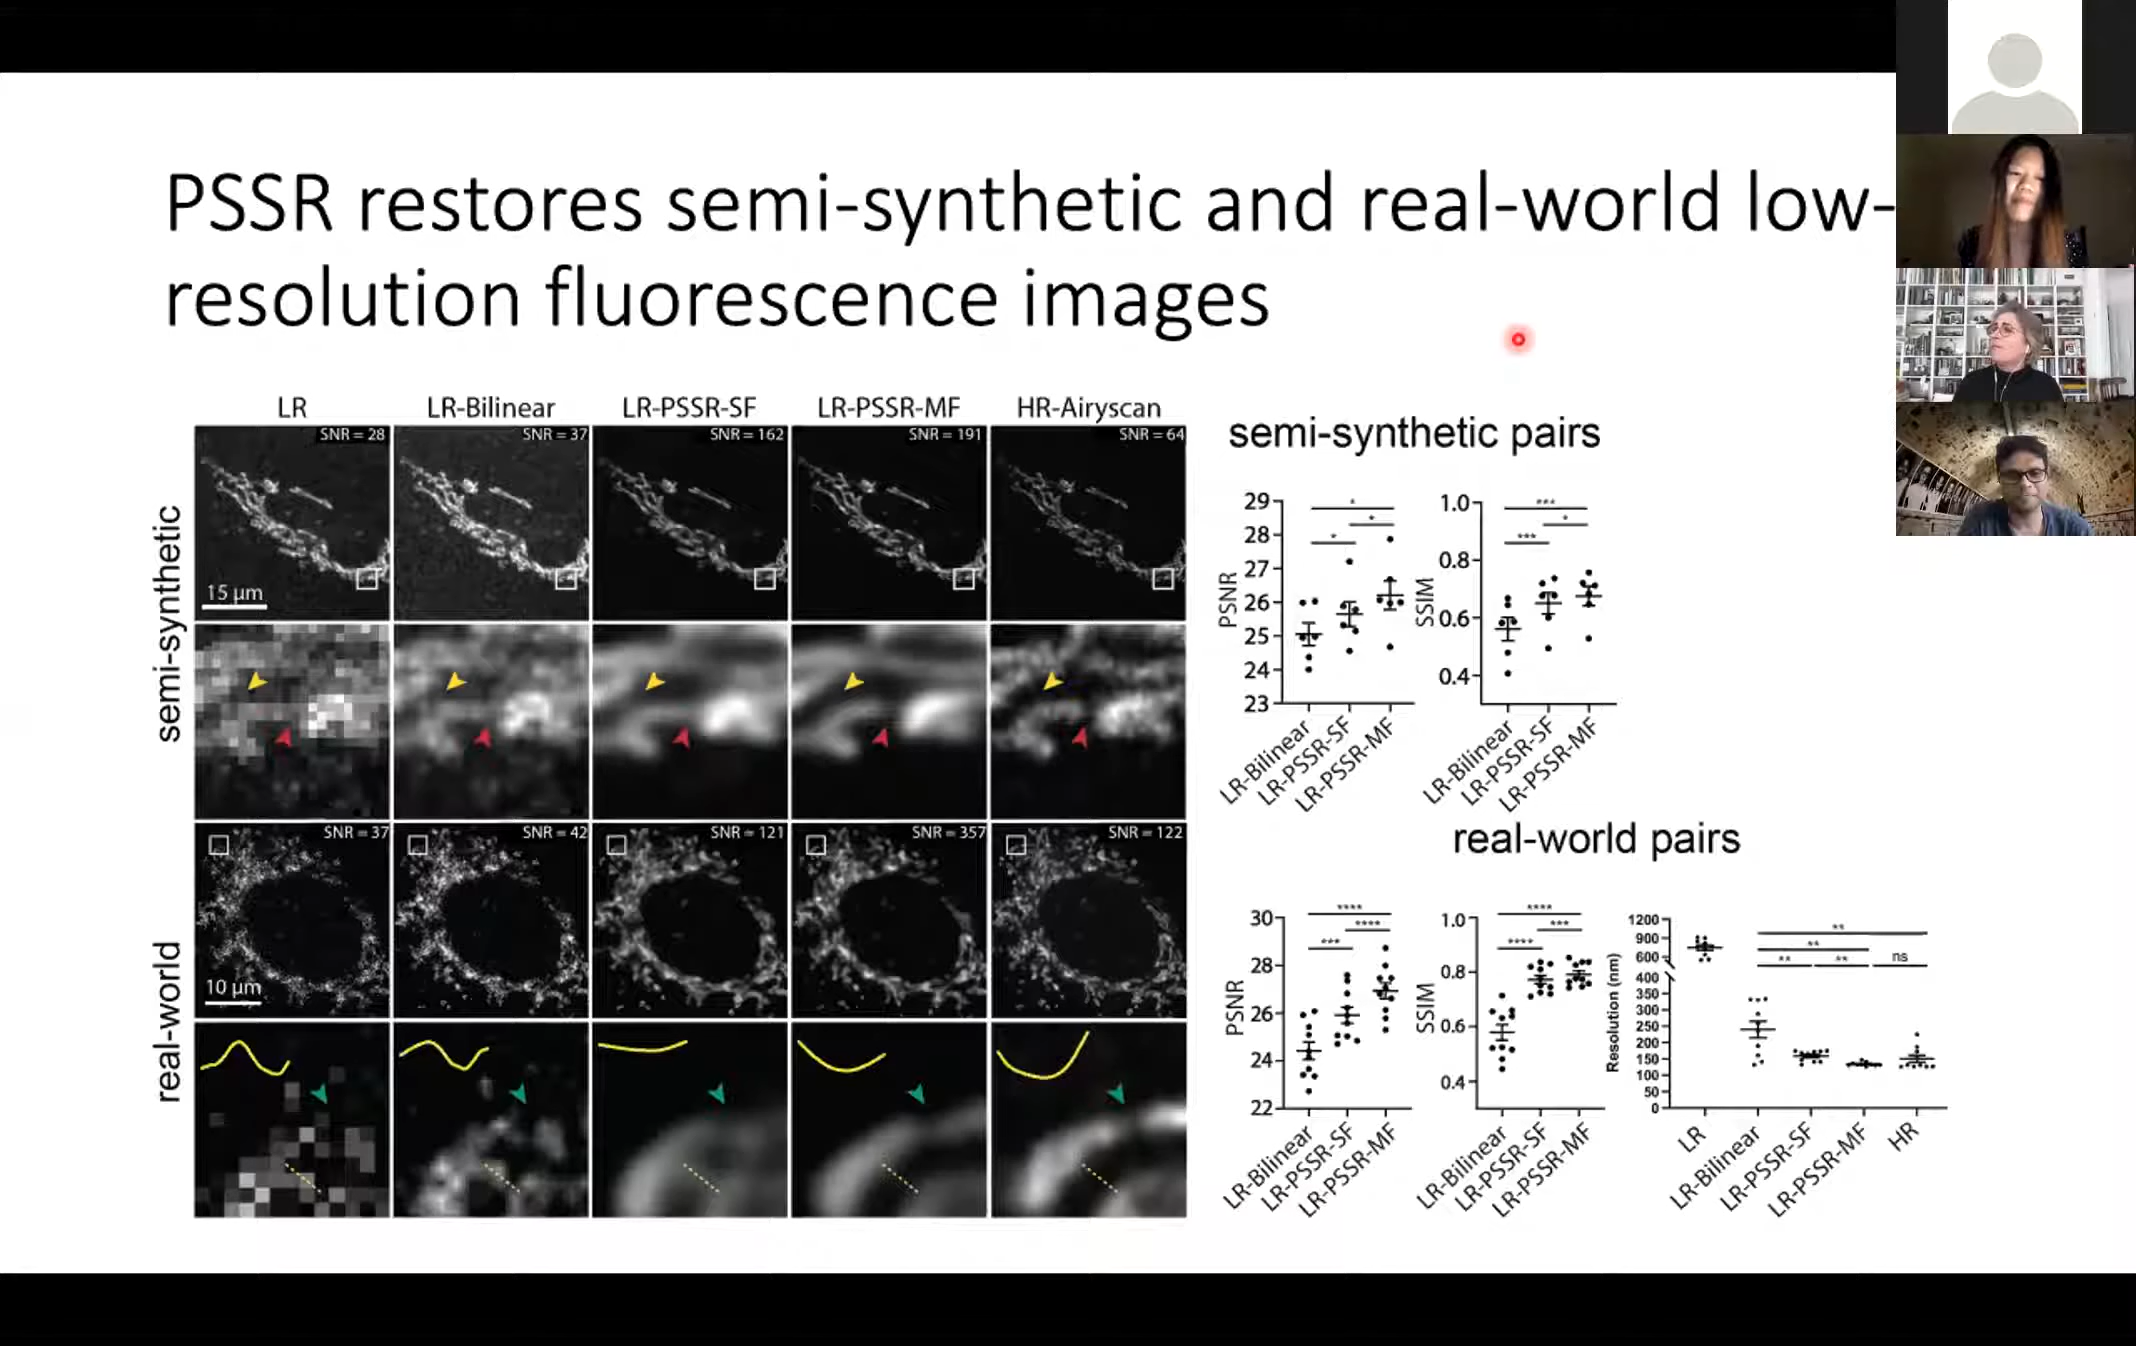 PSSR restores semi-synthetic and real-world low-
resolution fluorescence images
LR LR-Bilinear LR-PSSR-SF LR-PSSR-MF HR-Airyscan
semi-synthetic
SNR = 28 SNR = 37 SNR = 162 SNR = 191 SNR = 64
15 µm
real-world
SNR = 37 SNR = 42 SNR = 121 SNR = 357 SNR = 122
10 µm
semi-synthetic pairs
PSNR
29
28
27
26
25
24
23
* * *
LR-Bilinear LR-PSSR-SF LR-PSSR-MF
SSIM
1.0
0.8
0.6
0.4
*** * ***
LR-Bilinear LR-PSSR-SF LR-PSSR-MF
real-world pairs
PSNR
30
28
26
24
22
**** **** ***
LR-Bilinear LR-PSSR-SF LR-PSSR-MF
SSIM
1.0
0.8
0.6
0.4
**** *** ****
LR-Bilinear LR-PSSR-SF LR-PSSR-MF
Resolution (nm)
1200
900
600
400
350
300
250
200
150
100
50
0
** ** ** ** ns
LR LR-Bilinear LR-PSSR-SF LR-PSSR-MF HR